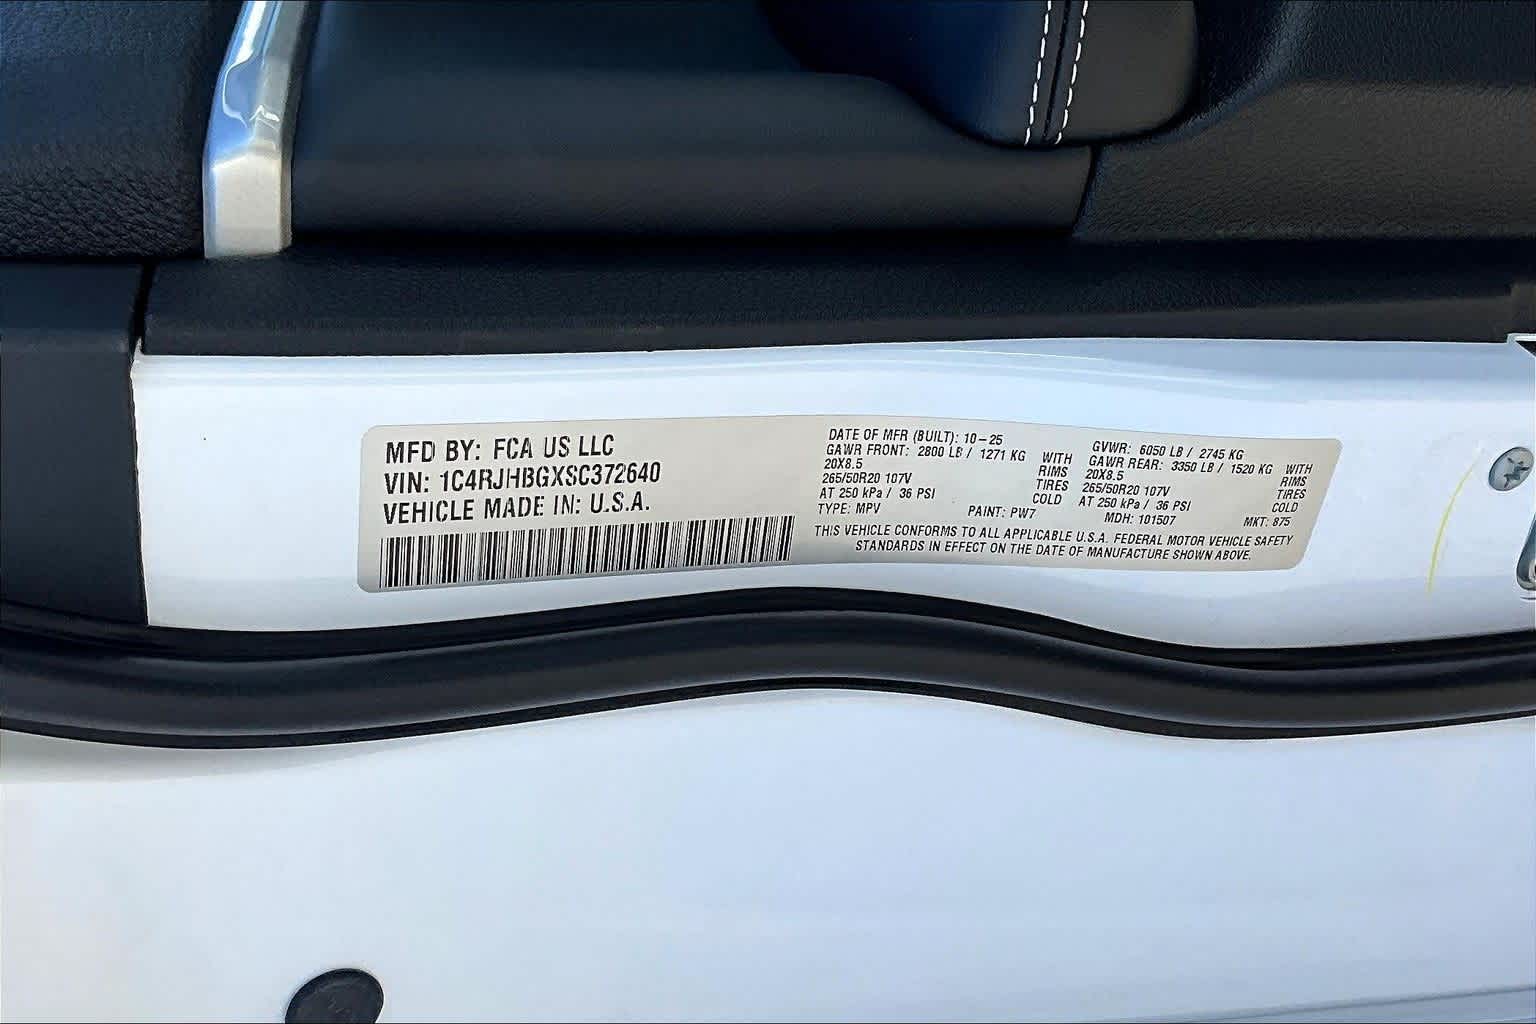 MFD BY: FCA US LLC
VIN: 1C4RJHBGXSC372640
VEHICLE MADE IN: U.S.A.
DATE OF MFR (BUILT): 10-25
GAWR FRONT: 2800 LB / 1271 KG WITH
20X8.5 RIMS
265/50R20 107V TIRES
AT 250 kPa / 36 PSI COLD
TYPE: MPV PAINT: PW7
GVWR: 6050 LB / 2745 KG
GAWR REAR: 3350 LB / 1520 KG WITH
20X8.5 RIMS
265/50R20 107V TIRES
AT 250 kPa / 36 PSI COLD
MDH: 101507 MKT: 875
THIS VEHICLE CONFORMS TO ALL APPLICABLE U.S.A. FEDERAL MOTOR VEHICLE SAFETY
STANDARDS IN EFFECT ON THE DATE OF MANUFACTURE SHOWN ABOVE.